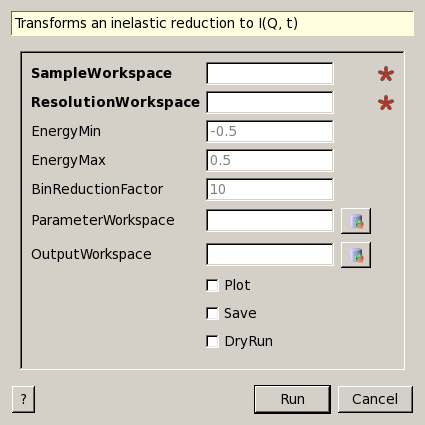 Transforms an inelastic reduction to I(Q, t)
SampleWorkspace
ResolutionWorkspace
EnergyMin -0.5
EnergyMax 0.5
BinReductionFactor 10
ParameterWorkspace
OutputWorkspace
Plot
Save
DryRun
? Run Cancel